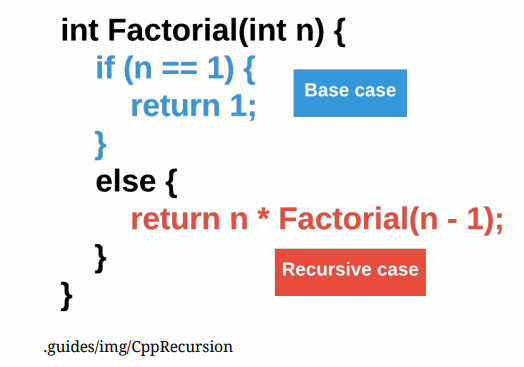 int Factorial(int n) {
if (n == 1) {
return 1;
}
Base case
else {
return n * Factorial(n - 1);
}
Recursive case
}
.guides/img/CppRecursion